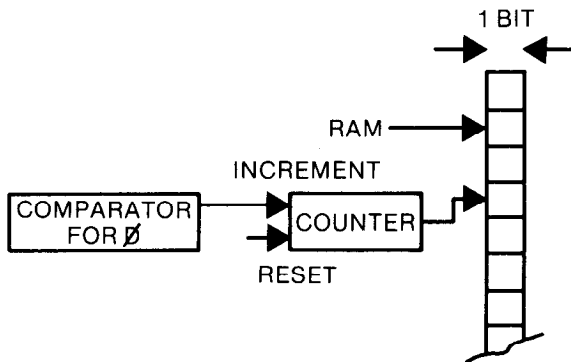 1 BIT
RAM
INCREMENT
COMPARATOR
FOR D̸
COUNTER
RESET